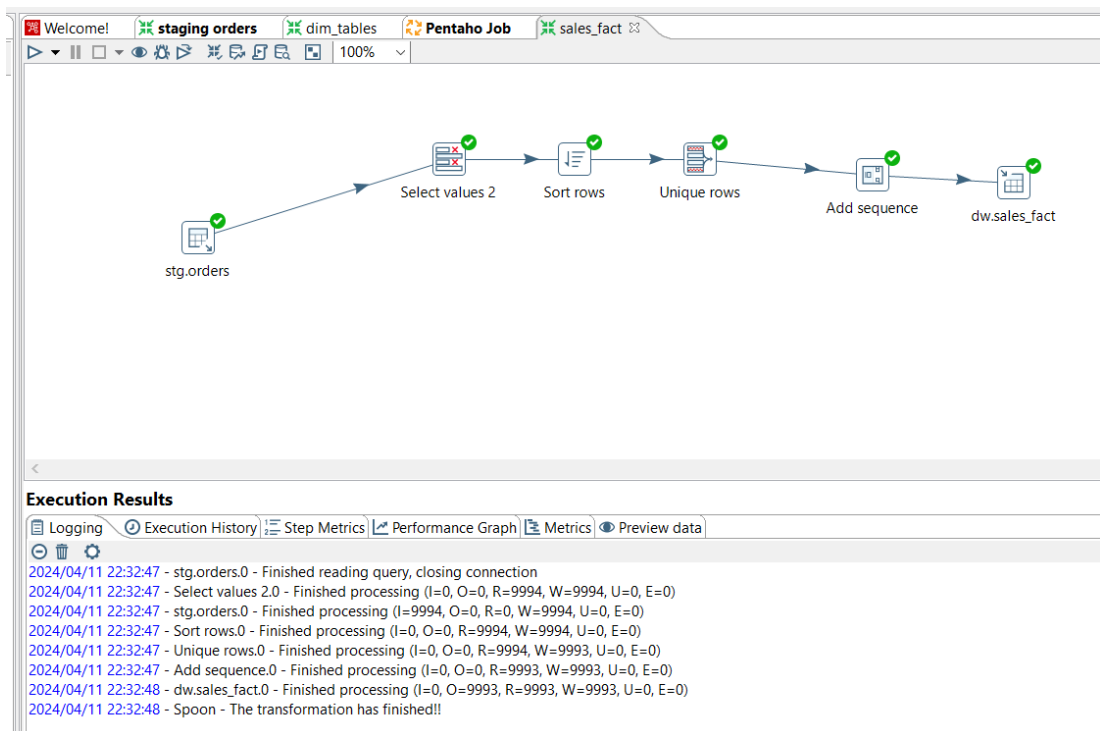 Welcome! staging orders dim_tables Pentaho Job sales_fact
100%
Select values 2 Sort rows Unique rows Add sequence dw.sales_fact
stg.orders
Execution Results
Logging Execution History Step Metrics Performance Graph Metrics Preview data
2024/04/11 22:32:47 - stg.orders.0 - Finished reading query, closing connection
2024/04/11 22:32:47 - Select values 2.0 - Finished processing (I=0, O=0, R=9994, W=9994, U=0, E=0)
2024/04/11 22:32:47 - stg.orders.0 - Finished processing (I=9994, O=0, R=0, W=9994, U=0, E=0)
2024/04/11 22:32:47 - Sort rows.0 - Finished processing (I=0, O=0, R=9994, W=9994, U=0, E=0)
2024/04/11 22:32:47 - Unique rows.0 - Finished processing (I=0, O=0, R=9994, W=9993, U=0, E=0)
2024/04/11 22:32:47 - Add sequence.0 - Finished processing (I=0, O=0, R=9993, W=9993, U=0, E=0)
2024/04/11 22:32:48 - dw.sales_fact.0 - Finished processing (I=0, O=9993, R=9993, W=9993, U=0, E=0)
2024/04/11 22:32:48 - Spoon - The transformation has finished!!